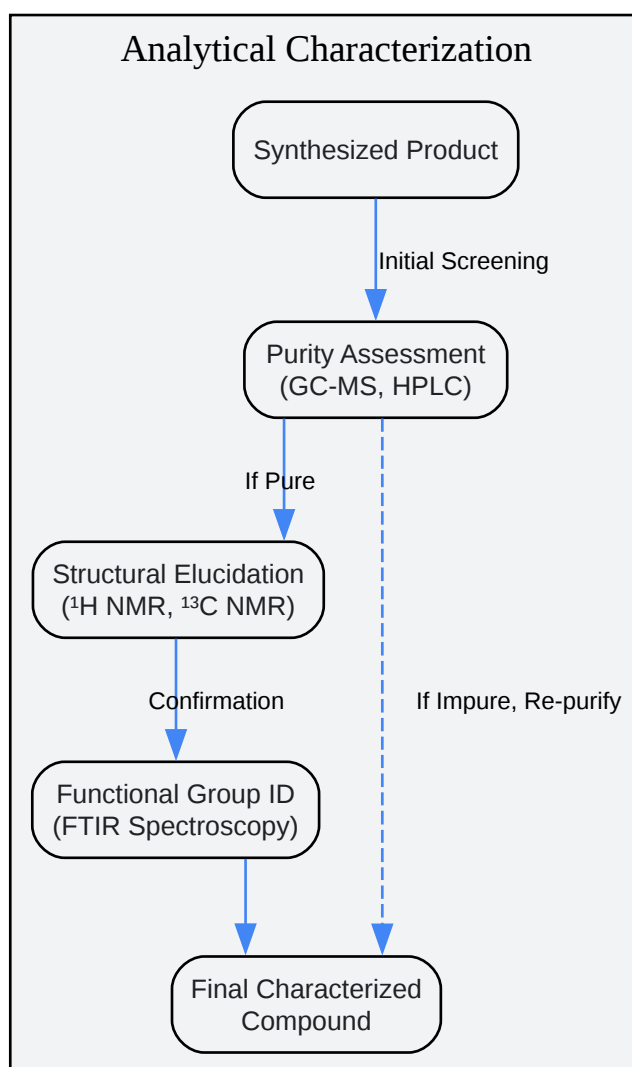 Analytical Characterization
Synthesized Product
Initial Screening
Purity Assessment
(GC-MS, HPLC)
If Pure
Structural Elucidation
(¹H NMR, ¹³C NMR)
Confirmation
If Impure, Re-purify
Functional Group ID
(FTIR Spectroscopy)
Final Characterized
Compound